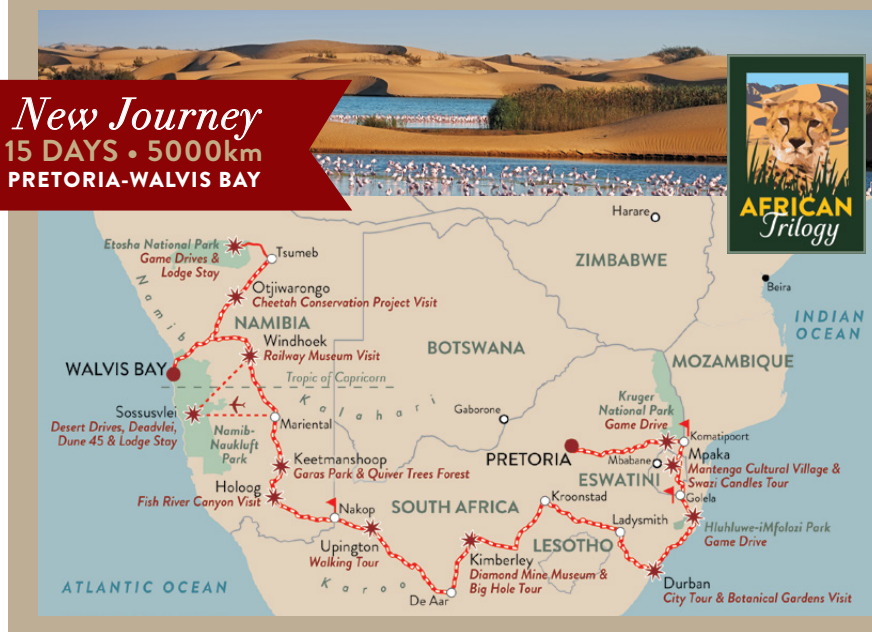 New Journey
15 DAYS • 5000km
PRETORIA-WALVIS BAY
AFRICAN
Trilogy
Harare
ZIMBABWE
Beira
INDIAN
OCEAN
Etosha National Park
Game Drives &
Lodge Stay
Tsumeb
Otjiwarongo
Cheetah Conservation Project Visit
Namib
NAMIBIA
Windhoek
Railway Museum Visit
BOTSWANA
MOZAMBIQUE
WALVIS BAY
Tropic of Capricorn
Kalahari
Sossusvlei
Desert Drives, Deadvlei,
Dune 45 & Lodge Stay
Namib-
Naukluft
Park
Mariental
Gaborone
Kruger
National Park
Game Drive
Komatipoort
PRETORIA
Mbabane
Mpaka
Mantenga Cultural Village &
Swazi Candles Tour
Keetmanshoop
Garas Park & Quiver Trees Forest
ESWATINI
Holoog
Fish River Canyon Visit
Golela
Nakop
SOUTH AFRICA
Kroonstad
Ladysmith
Hluhluwe-iMfolozi Park
Game Drive
Upington
Walking Tour
LESOTHO
Kimberley
Diamond Mine Museum &
Big Hole Tour
Karoo
De Aar
Durban
City Tour & Botanical Gardens Visit
ATLANTIC OCEAN